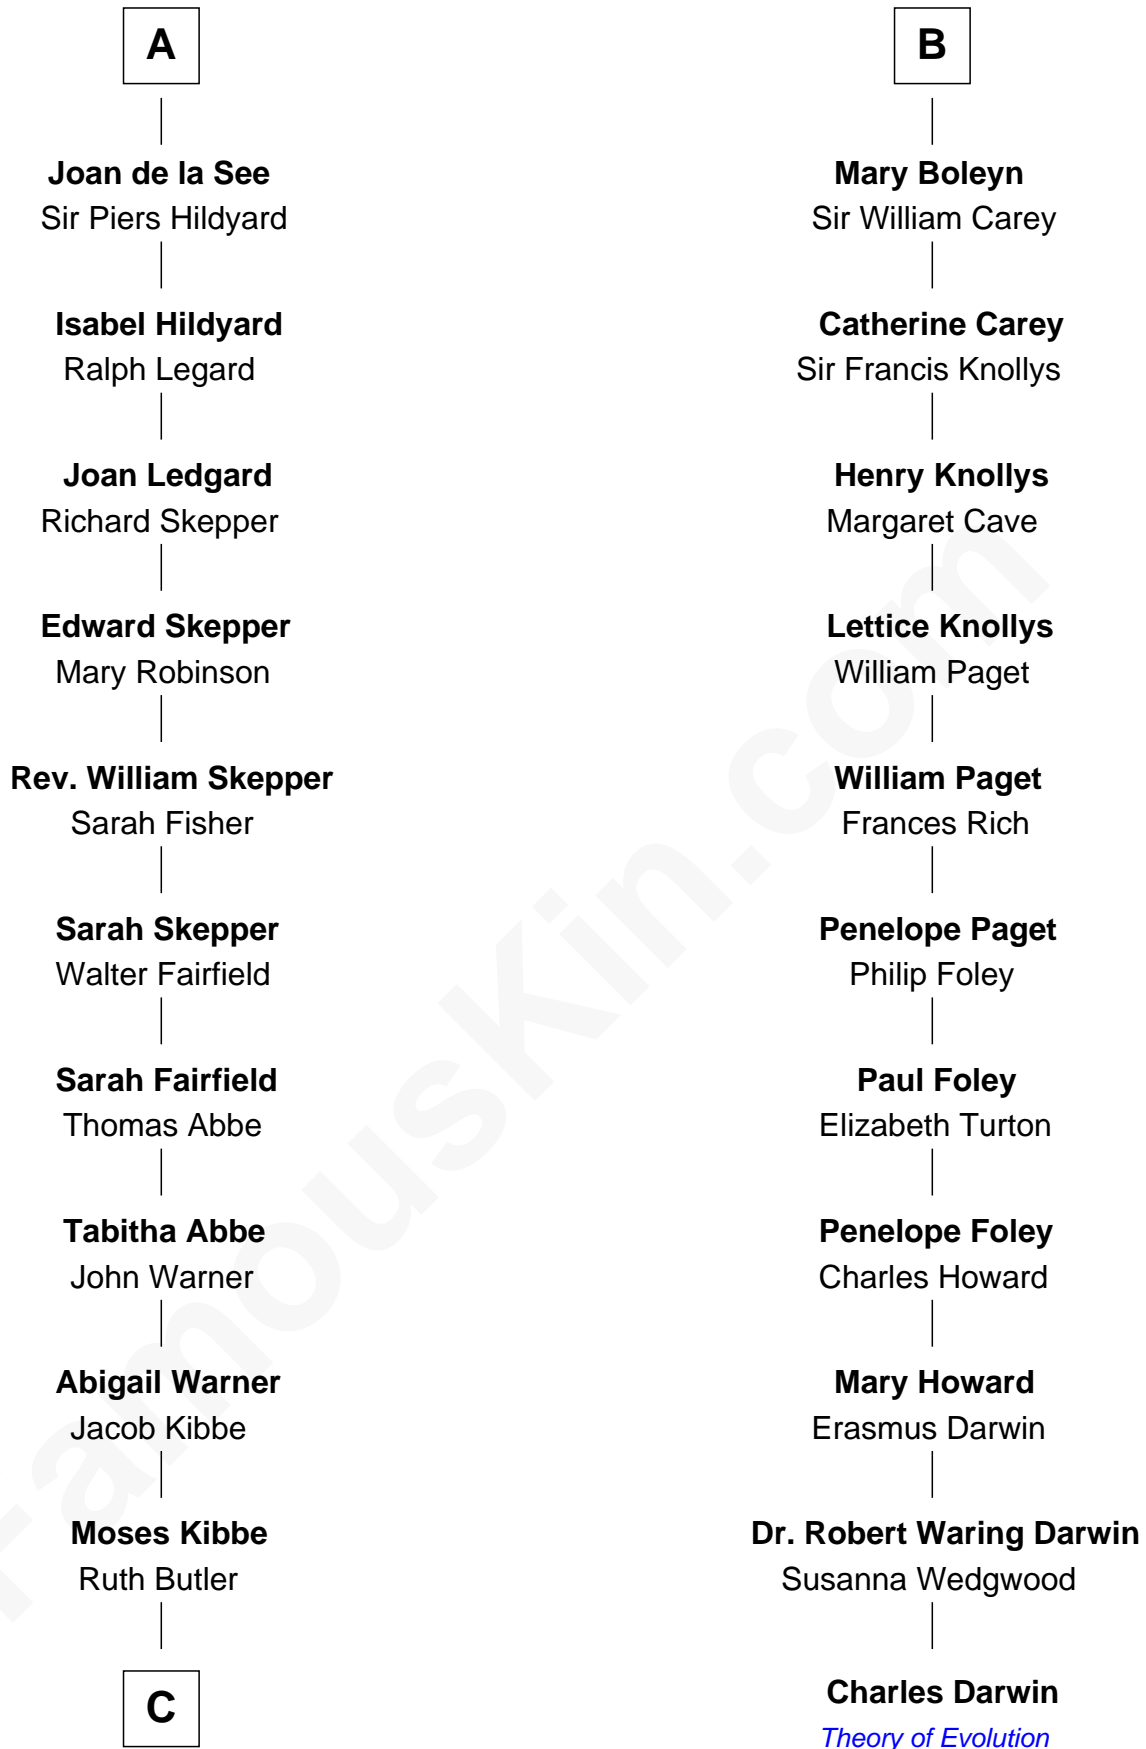 A
Joan de la See
Sir Piers Hildyard
Isabel Hildyard
Ralph Legard
Joan Ledgard
Richard Skepper
Edward Skepper
Mary Robinson
Rev. William Skepper
Sarah Fisher
Sarah Skepper
Walter Fairfield
Sarah Fairfield
Thomas Abbe
Tabitha Abbe
John Warner
Abigail Warner
Jacob Kibbe
Moses Kibbe
Ruth Butler
C
B
Mary Boleyn
Sir William Carey
Catherine Carey
Sir Francis Knollys
Henry Knollys
Margaret Cave
Lettice Knollys
William Paget
William Paget
Frances Rich
Penelope Paget
Philip Foley
Paul Foley
Elizabeth Turton
Penelope Foley
Charles Howard
Mary Howard
Erasmus Darwin
Dr. Robert Waring Darwin
Susanna Wedgwood
Charles Darwin
Theory of Evolution
FamousKin.com